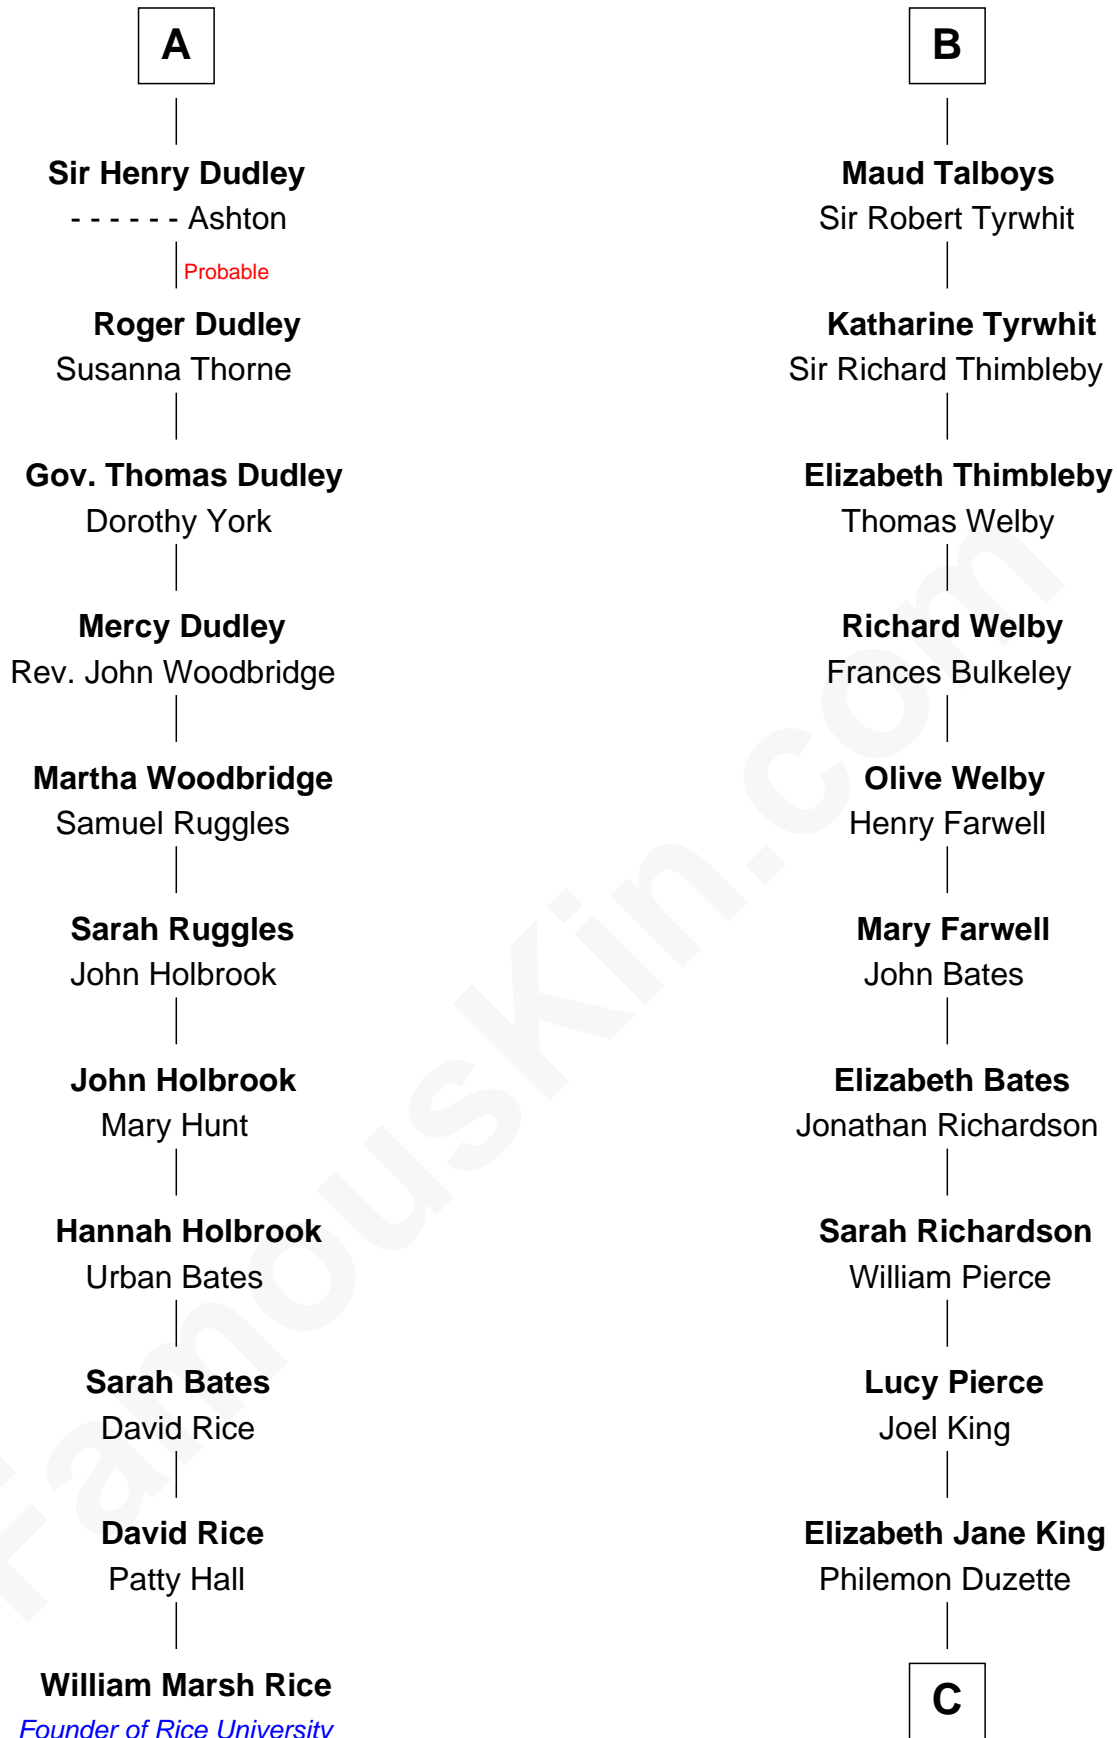 A
Sir Henry Dudley
- - - - - - Ashton
Probable
Roger Dudley
Susanna Thorne
Gov. Thomas Dudley
Dorothy York
Mercy Dudley
Rev. John Woodbridge
Martha Woodbridge
Samuel Ruggles
Sarah Ruggles
John Holbrook
John Holbrook
Mary Hunt
Hannah Holbrook
Urban Bates
Sarah Bates
David Rice
David Rice
Patty Hall
William Marsh Rice
Founder of Rice University
B
Maud Talboys
Sir Robert Tyrwhit
Katharine Tyrwhit
Sir Richard Thimbleby
Elizabeth Thimbleby
Thomas Welby
Richard Welby
Frances Bulkeley
Olive Welby
Henry Farwell
Mary Farwell
John Bates
Elizabeth Bates
Jonathan Richardson
Sarah Richardson
William Pierce
Lucy Pierce
Joel King
Elizabeth Jane King
Philemon Duzette
C
FamousKin.com